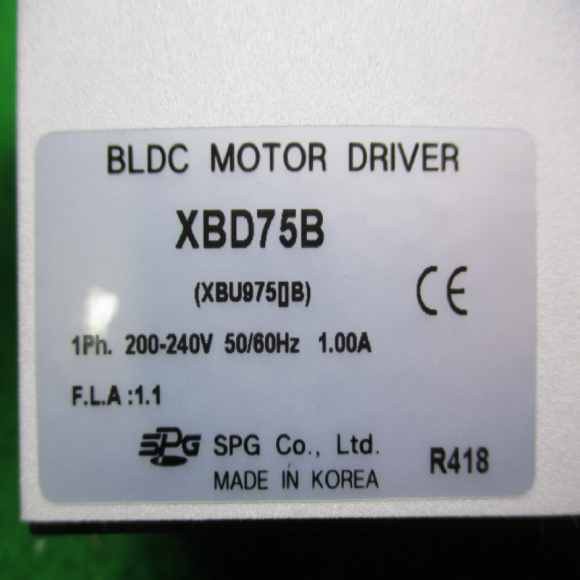 BLDC MOTOR DRIVER
XBD75B
(XBU975▯B)
CE
1Ph. 200-240V 50/60Hz 1.00A
F.L.A :1.1
SPG SPG Co., Ltd.
MADE IN KOREA R418